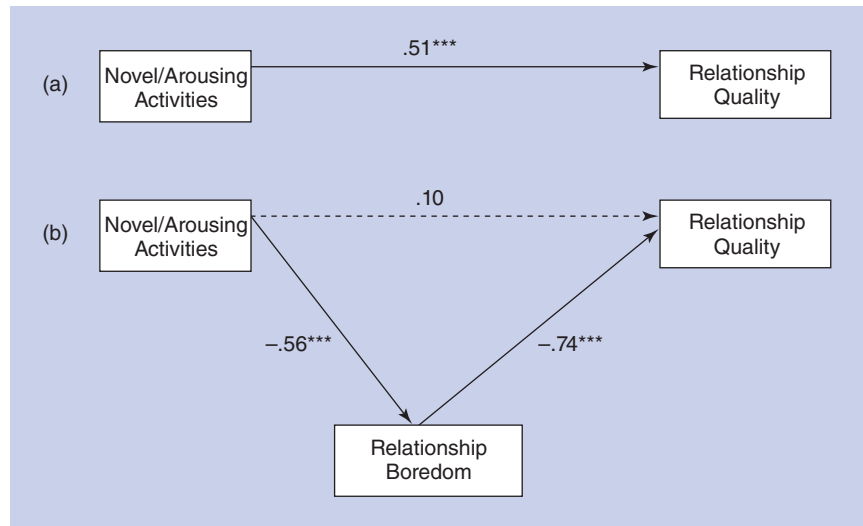 .51***
(a)
Novel/Arousing
Activities
Relationship
Quality
.10
(b)
Novel/Arousing
Activities
Relationship
Quality
–.56***
–.74***
Relationship
Boredom